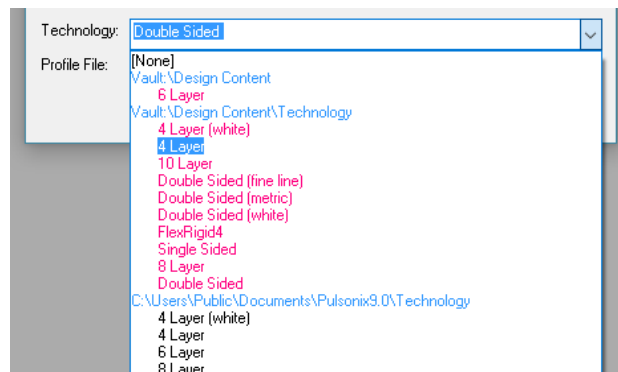 Technology: Double Sided
Profile File: [None]
Vault:\Design Content
6 Layer
Vault:\Design Content\Technology
4 Layer (white)
4 Layer
10 Layer
Double Sided (fine line)
Double Sided (metric)
Double Sided (white)
FlexRigid4
Single Sided
8 Layer
Double Sided
C:\Users\Public\Documents\Pulsonix9.0\Technology
4 Layer (white)
4 Layer
6 Layer
8 Layer